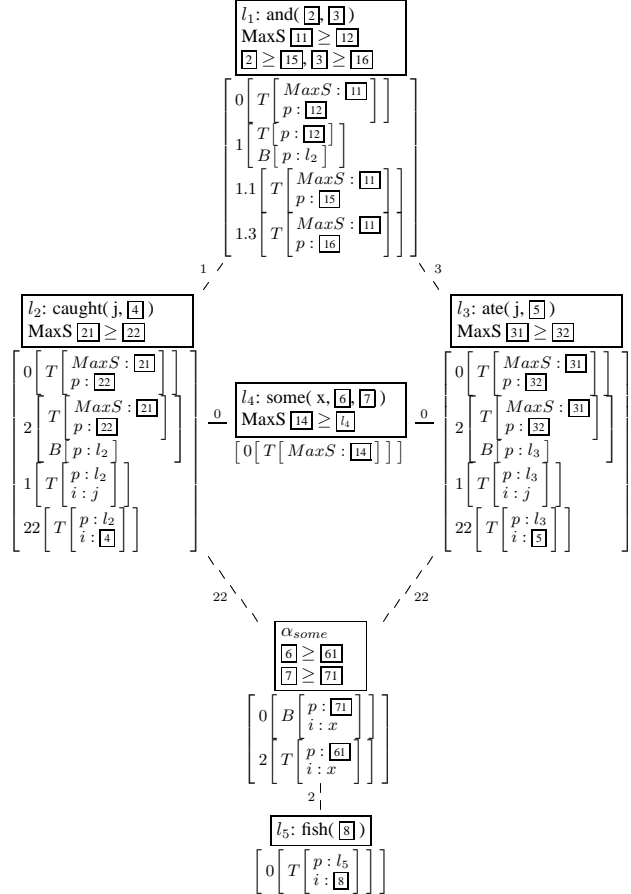 l₁: and( 2, 3 )
MaxS 11 ≥ 12
2 ≥ 15, 3 ≥ 16
0 [ T [ MaxS : 11
p : 12 ] ]
1 [ T [ p : 12 ]
B [ p : l₂ ] ]
1.1 [ T [ MaxS : 11
p : 15 ] ]
1.3 [ T [ MaxS : 11
p : 16 ] ]
1
3
l₂: caught( j, 4 )
MaxS 21 ≥ 22
0 [ T [ MaxS : 21
p : 22 ] ]
2 [ T [ MaxS : 21
p : 22 ]
B [ p : l₂ ] ]
1 [ T [ p : l₂
i : j ] ]
22 [ T [ p : l₂
i : 4 ] ]
0
l₄: some( x, 6, 7 )
MaxS 14 ≥ l₄
[ 0 [ T [ MaxS : 14 ] ] ]
0
l₃: ate( j, 5 )
MaxS 31 ≥ 32
0 [ T [ MaxS : 31
p : 32 ] ]
2 [ T [ MaxS : 31
p : 32 ]
B [ p : l₃ ] ]
1 [ T [ p : l₃
i : j ] ]
22 [ T [ p : l₃
i : 5 ] ]
22
22
α some
6 ≥ 61
7 ≥ 71
0 [ B [ p : 71
i : x ] ]
2 [ T [ p : 61
i : x ] ]
2
l₅: fish( 8 )
0 [ T [ p : l₅
i : 8 ] ]